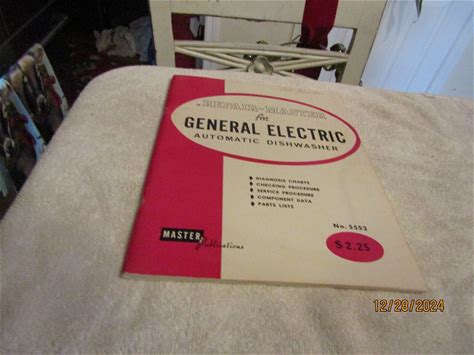 REPAIR-MASTER
for
GENERAL ELECTRIC
AUTOMATIC DISHWASHER
DIAGNOSIS CHARTS
CHECKING PROCEDURE
SERVICE PROCEDURE
COMPONENT DATA
PARTS LISTS
No. 5552
$2.25
MASTER
Publications
12/28/2024